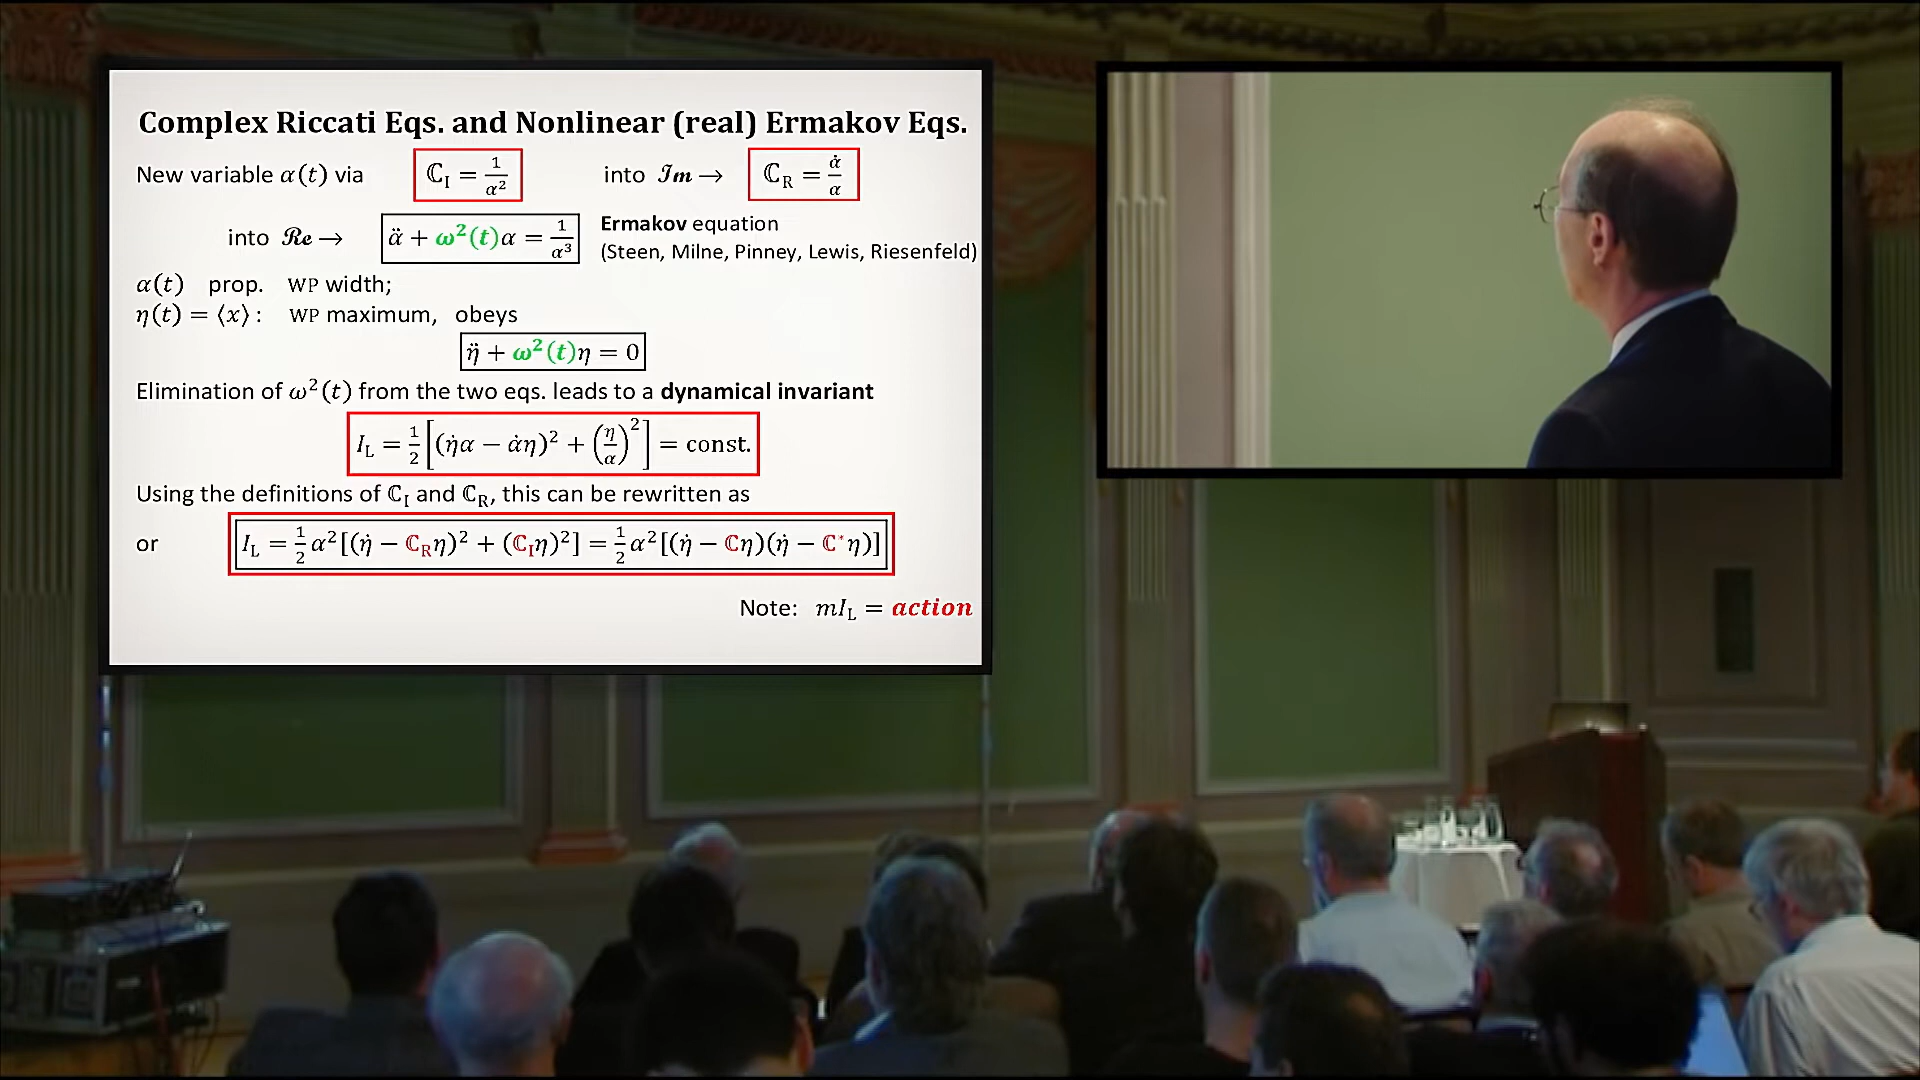 Complex Riccati Eqs. and Nonlinear (real) Ermakov Eqs.
New variable α(t) via ℂ_I = 1/α² into ℐ𝓂 → ℂ_R = α̇/α
into ℛℯ → α̈ + ω²(t)α = 1/α³ Ermakov equation
(Steen, Milne, Pinney, Lewis, Riesenfeld)
α(t) prop. WP width;
η(t) = ⟨x⟩: WP maximum, obeys
η̈ + ω²(t)η = 0
Elimination of ω²(t) from the two eqs. leads to a dynamical invariant
I_L = 1/2 [(η̇α − α̇η)² + (η/α)²] = const.
Using the definitions of ℂ_I and ℂ_R, this can be rewritten as
or I_L = 1/2 α²[(η̇ − ℂ_Rη)² + (ℂ_Iη)²] = 1/2 α²[(η̇ − ℂη)(η̇ − ℂ*η)]
Note: mI_L = action